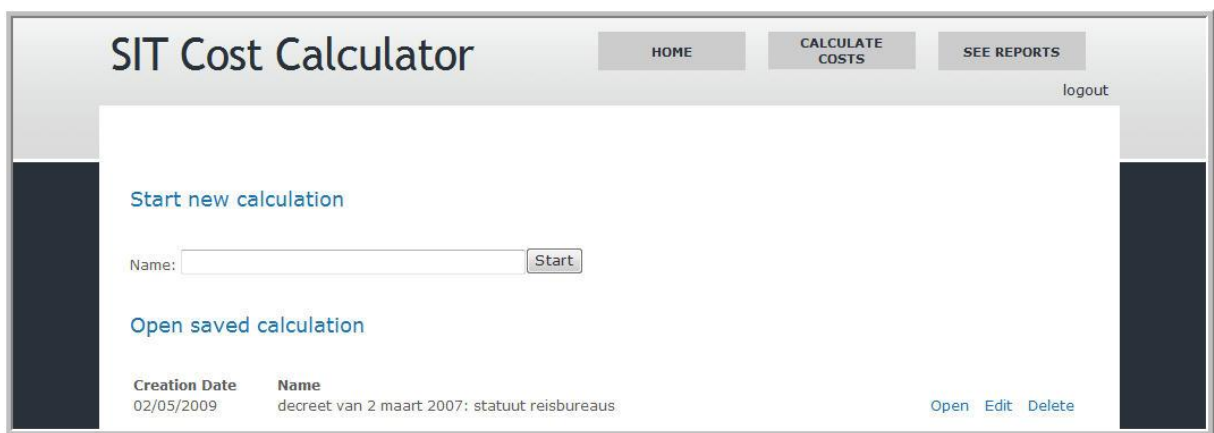 SIT Cost Calculator
HOME
CALCULATE
COSTS
SEE REPORTS
logout
Start new calculation
Name:
Start
Open saved calculation
Creation Date Name
02/05/2009 decreet van 2 maart 2007: statuut reisbureaus Open Edit Delete